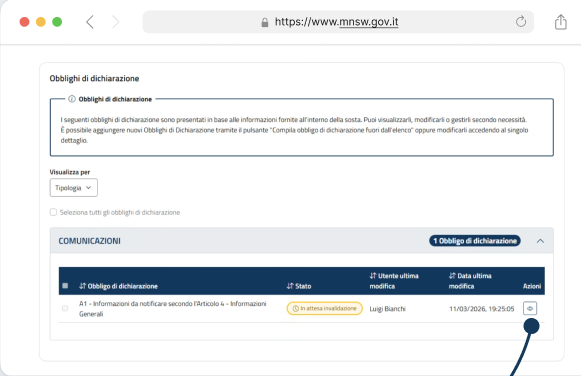 https://www.mnsw.gov.it
Obblighi di dichiarazione
Obblighi di dichiarazione
I seguenti obblighi di dichiarazione sono presentati in base alle informazioni fornite all'interno della sosta. Puoi visualizzarli, modificarli o gestirli secondo necessità.
È possibile aggiungere nuovi Obblighi di Dichiarazione tramite il pulsante "Compila obbligo di dichiarazione fuori dall'elenco" oppure modificarli accedendo al singolo
dettaglio.
Visualizza per
Tipologia
Seleziona tutti gli obblighi di dichiarazione
COMUNICAZIONI
1 Obbligo di dichiarazione
Obbligo di dichiarazione
Stato
Utente ultima
modifica
Data ultima
modifica
Azioni
A1 - Informazioni da notificare secondo l'Articolo 4 - Informazioni
Generali
In attesa invalidazione
Luigi Bianchi
11/03/2026, 19:25:05